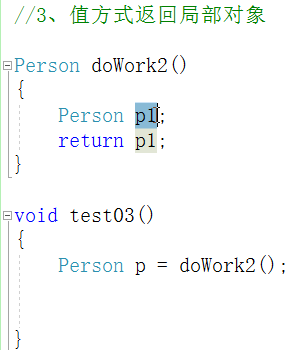 //3、值方式返回局部对象
Person doWork2()
{
    Person p1;
    return p1;
}
void test03()
{
    Person p = doWork2();
}